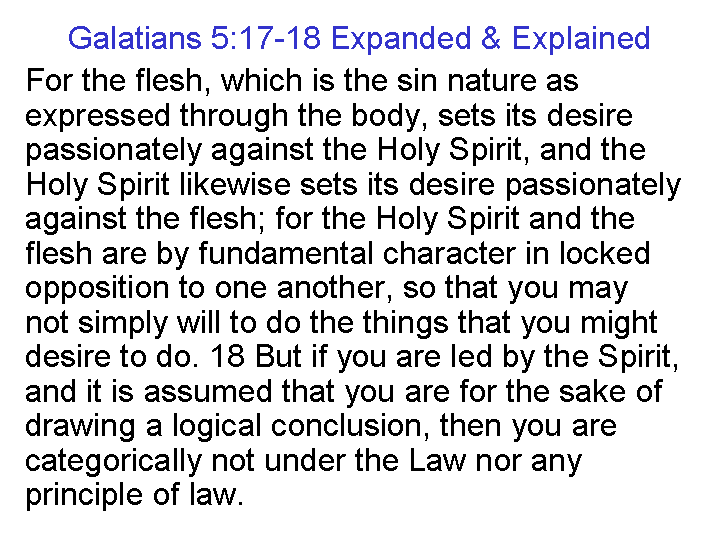 Galatians 5:17-18 Expanded & Explained
For the flesh, which is the sin nature as
expressed through the body, sets its desire
passionately against the Holy Spirit, and the
Holy Spirit likewise sets its desire passionately
against the flesh; for the Holy Spirit and the
flesh are by fundamental character in locked
opposition to one another, so that you may
not simply will to do the things that you might
desire to do. 18 But if you are led by the Spirit,
and it is assumed that you are for the sake of
drawing a logical conclusion, then you are
categorically not under the Law nor any
principle of law.